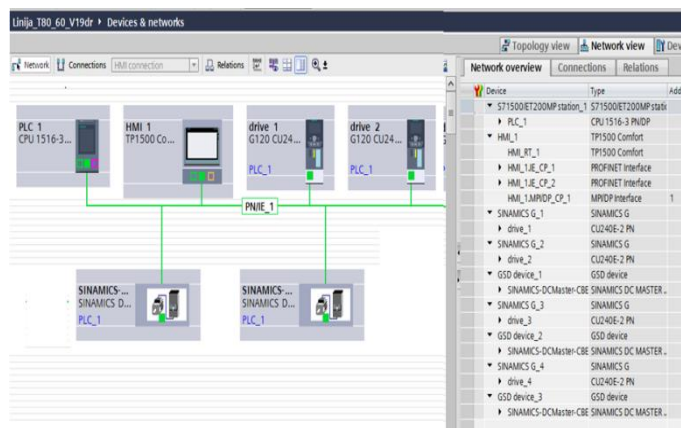 Linija_T80_60_V19dr ▸ Devices & networks
Topology view Network view Dev
Network Connections HMI connection Relations
Network overview Connections Relations
Device Type Add
S71500/ET200MP station_1 S71500/ET200MP stati
PLC_1 CPU 1516-3 PN/DP
HMI_1 TP1500 Comfort
HMI_RT_1 TP1500 Comfort
HMI_1.IE_CP_1 PROFINET Interface
HMI_1.IE_CP_2 PROFINET Interface
HMI_1.MPI/DP_CP_1 MPI/DP Interface 1
SINAMICS G_1 SINAMICS G
drive_1 CU240E-2 PN
SINAMICS G_2 SINAMICS G
drive_2 CU240E-2 PN
GSD device_1 GSD device
SINAMICS-DCMaster-CBE SINAMICS DC MASTER ..
SINAMICS G_3 SINAMICS G
drive_3 CU240E-2 PN
GSD device_2 GSD device
SINAMICS-DCMaster-CBE SINAMICS DC MASTER ..
SINAMICS G_4 SINAMICS G
drive_4 CU240E-2 PN
GSD device_3 GSD device
SINAMICS-DCMaster-CBE SINAMICS DC MASTER ..
PLC 1
CPU 1516-3...
HMI 1
TP1500 Co...
drive 1
G120 CU24...
PLC_1
drive 2
G120 CU24...
PLC_1
PN/IE_1
SINAMICS-...
SINAMICS D...
PLC_1
SINAMICS-...
SINAMICS D...
PLC_1